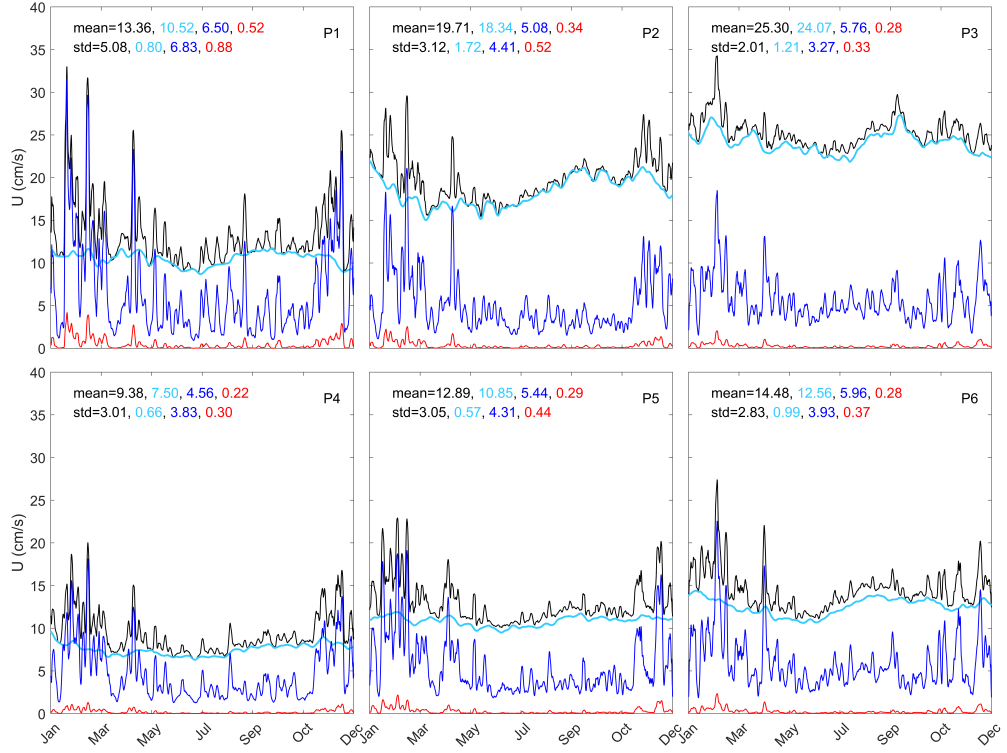 40
35
30
25
20
15
10
5
0
U (cm/s)
mean=13.36, 10.52, 6.50, 0.52
std=5.08, 0.80, 6.83, 0.88
P1
mean=19.71, 18.34, 5.08, 0.34
std=3.12, 1.72, 4.41, 0.52
P2
mean=25.30, 24.07, 5.76, 0.28
std=2.01, 1.21, 3.27, 0.33
P3
40
35
30
25
20
15
10
5
0
U (cm/s)
mean=9.38, 7.50, 4.56, 0.22
std=3.01, 0.66, 3.83, 0.30
P4
mean=12.89, 10.85, 5.44, 0.29
std=3.05, 0.57, 4.31, 0.44
P5
mean=14.48, 12.56, 5.96, 0.28
std=2.83, 0.99, 3.93, 0.37
P6
Jan Mar May Jul Sep Oct Dec
Jan Mar May Jul Sep Oct Dec
Jan Mar May Jul Sep Oct Dec